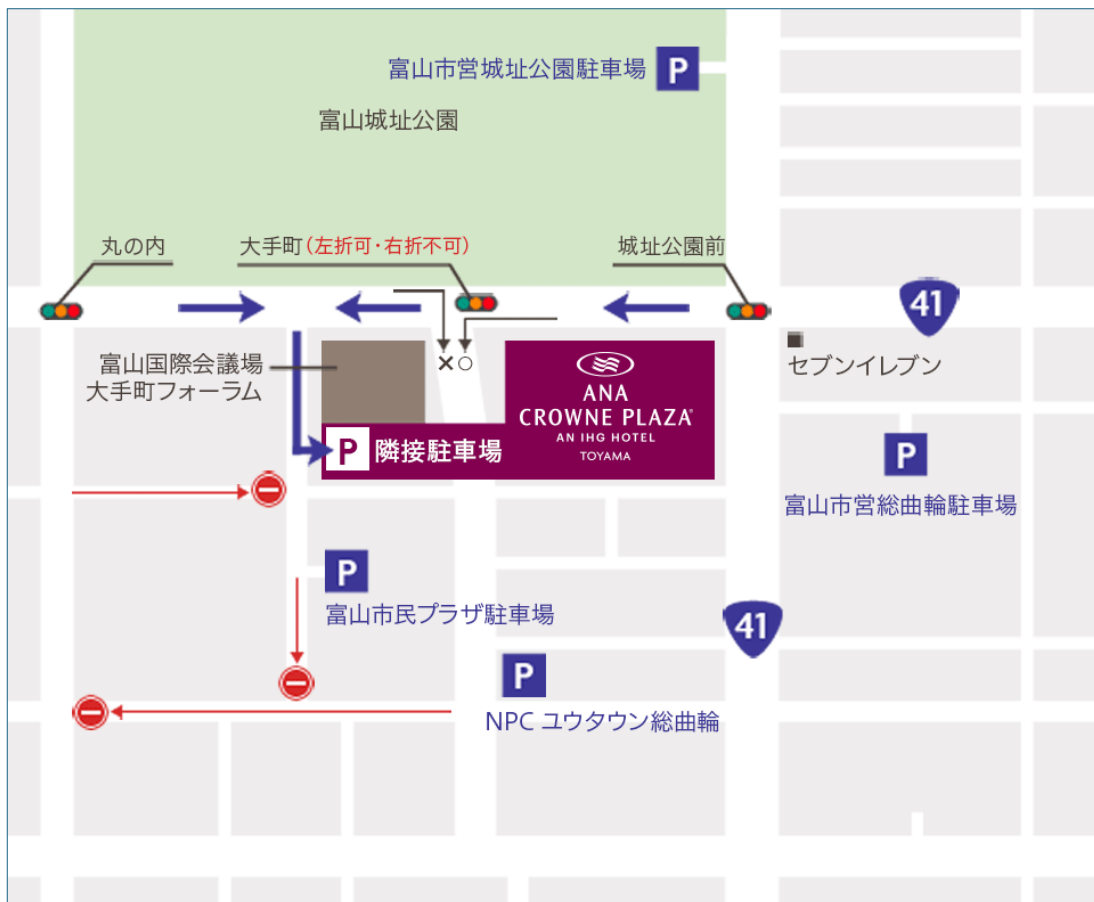 富山市営城址公園駐車場 P
富山城址公園
丸の内
大手町(左折可・右折不可)
城址公園前
41
富山国際会議場
大手町フォーラム
×○
ANA
CROWNE PLAZA®
AN IHG HOTEL
TOYAMA
セブンイレブン
P 隣接駐車場
P
富山市営総曲輪駐車場
P
富山市民プラザ駐車場
41
P
NPC ユウタウン総曲輪